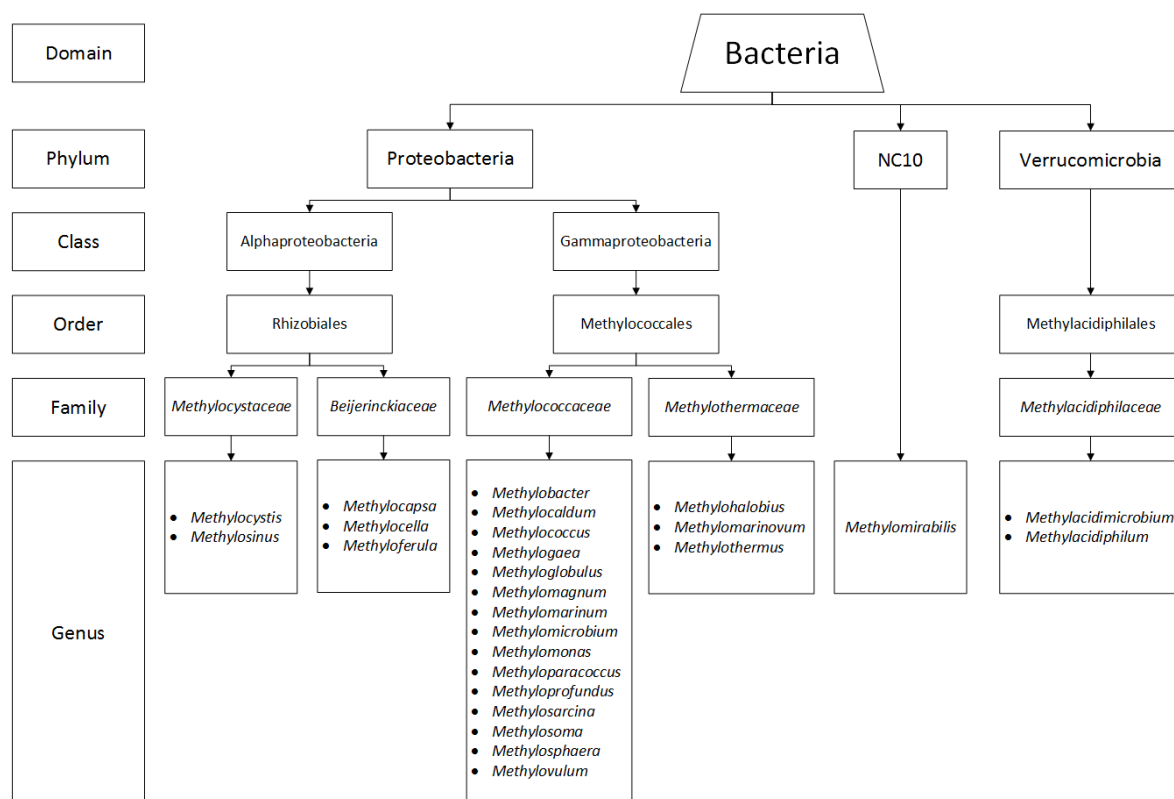 Domain
Bacteria
Phylum
Proteobacteria
NC10
Verrucomicrobia
Class
Alphaproteobacteria
Gammaproteobacteria
Order
Rhizobiales
Methylococcales
Methylacidiphilales
Family
Methylocystaceae
Beijerinckiaceae
Methylococcaceae
Methylothermaceae
Methylacidiphilaceae
Genus
• Methylocystis
• Methylosinus
• Methylocapsa
• Methylocella
• Methyloferula
• Methylobacter
• Methylocaldum
• Methylococcus
• Methylogaea
• Methyloglobulus
• Methylomagnum
• Methylomarinum
• Methylomicrobium
• Methylomonas
• Methyloparacoccus
• Methyloprofundus
• Methylosarcina
• Methylosoma
• Methylosphaera
• Methylovulum
• Methylohalobius
• Methylomarinovum
• Methylothermus
Methylomirabilis
• Methylacidimicrobium
• Methylacidiphilum